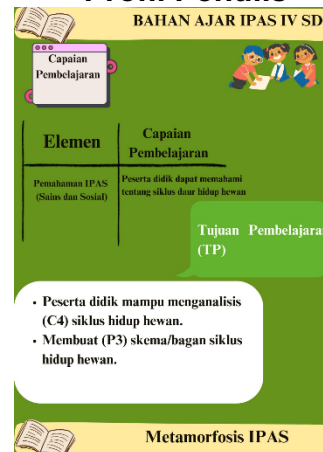 BAHAN AJAR IPAS IV SD
Capaian
Pembelajaran
Elemen
Capaian
Pembelajaran
Pemahaman IPAS
(Sains dan Sosial)
Peserta didik dapat memahami
tentang siklus daur hidup hewan
Tujuan Pembelajara
(TP)
• Peserta didik mampu menganalisis
(C4) siklus hidup hewan.
• Membuat (P3) skema/bagan siklus
hidup hewan.
Metamorfosis IPAS